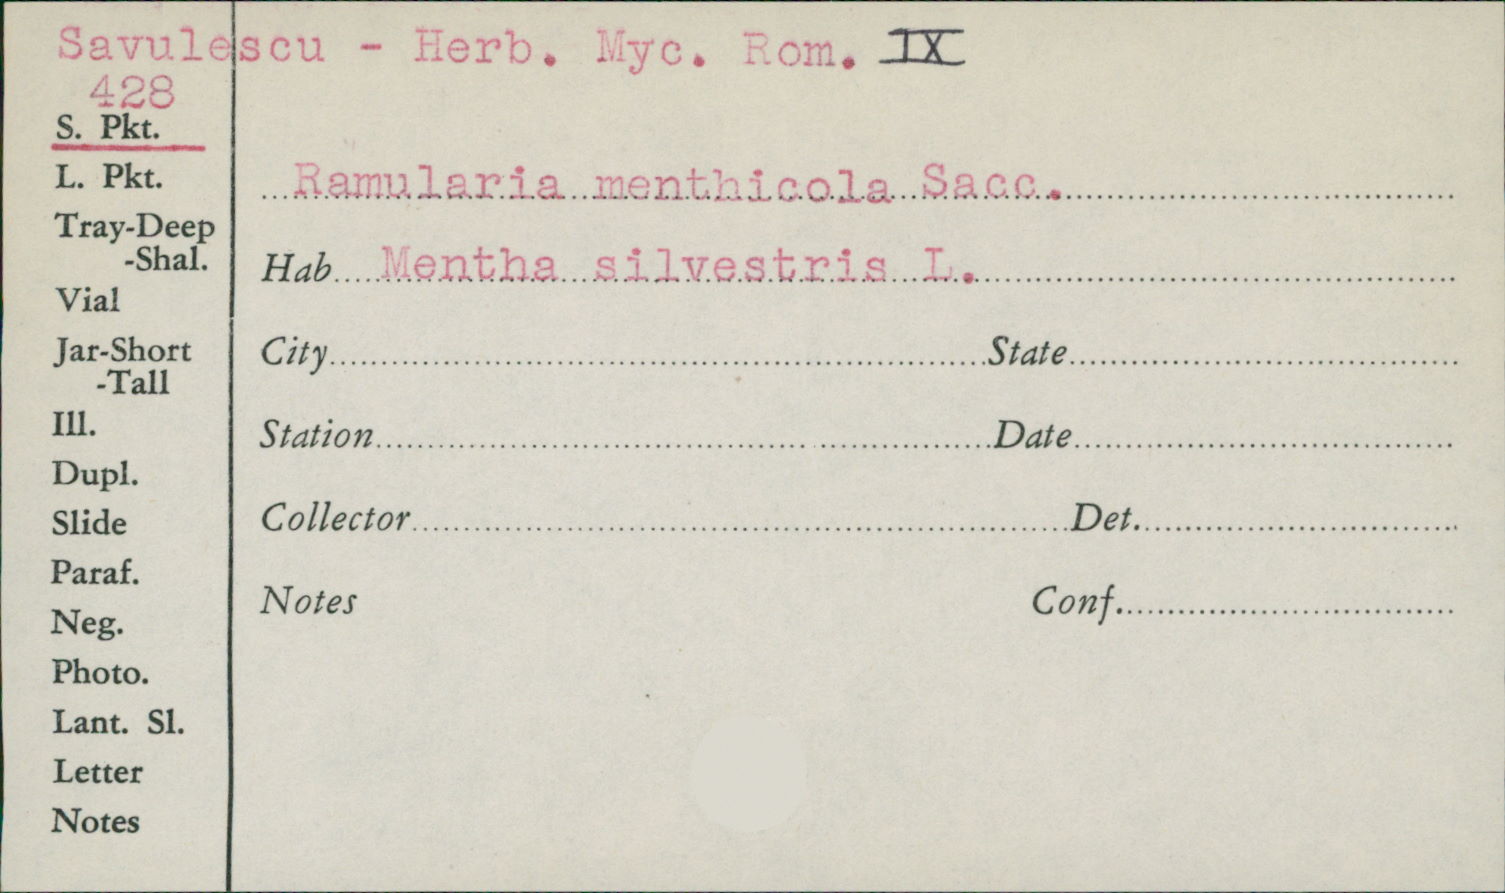 Savulescu - Herb. Myc. Rom. IX
428
S. Pkt.
L. Pkt.
Tray-Deep
-Shal.
Vial
Jar-Short
-Tall
Ill.
Dupl.
Slide
Paraf.
Neg.
Photo.
Lant. Sl.
Letter
Notes
Ramularia menthicola Sacc.
Hab Mentha silvestris L.
City State
Station Date
Collector Det.
Notes Conf.